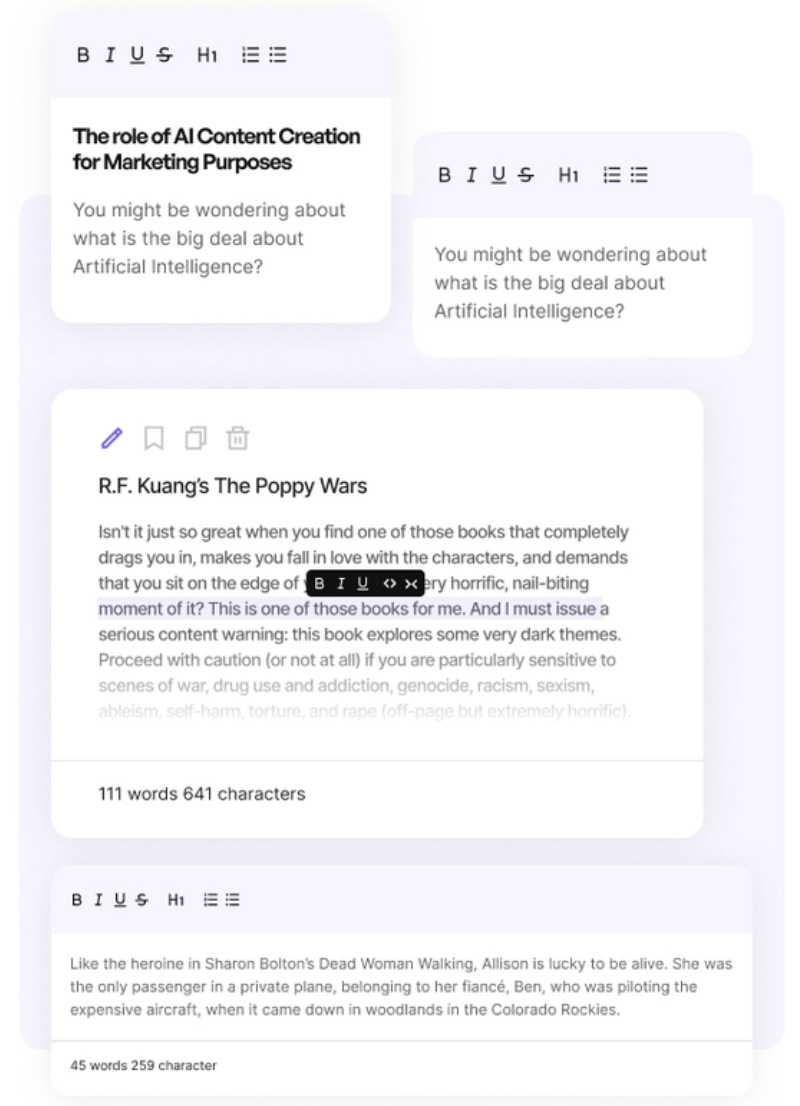 B I U S H1
The role of AI Content Creation
for Marketing Purposes
You might be wondering about
what is the big deal about
Artificial Intelligence?
B I U S H1
You might be wondering about
what is the big deal about
Artificial Intelligence?
R.F. Kuang's The Poppy Wars
Isn't it just so great when you find one of those books that completely
drags you in, makes you fall in love with the characters, and demands
that you sit on the edge of B I U ery horrific, nail-biting
moment of it? This is one of those books for me. And I must issue a
serious content warning: this book explores some very dark themes.
Proceed with caution (or not at all) if you are particularly sensitive to
scenes of war, drug use and addiction, genocide, racism, sexism,
ableism, self-harm, torture, and rape (off-page but extremely horrific).
111 words 641 characters
B I U S H1
Like the heroine in Sharon Bolton's Dead Woman Walking, Allison is lucky to be alive. She was
the only passenger in a private plane, belonging to her fiancé, Ben, who was piloting the
expensive aircraft, when it came down in woodlands in the Colorado Rockies.
45 words 259 character